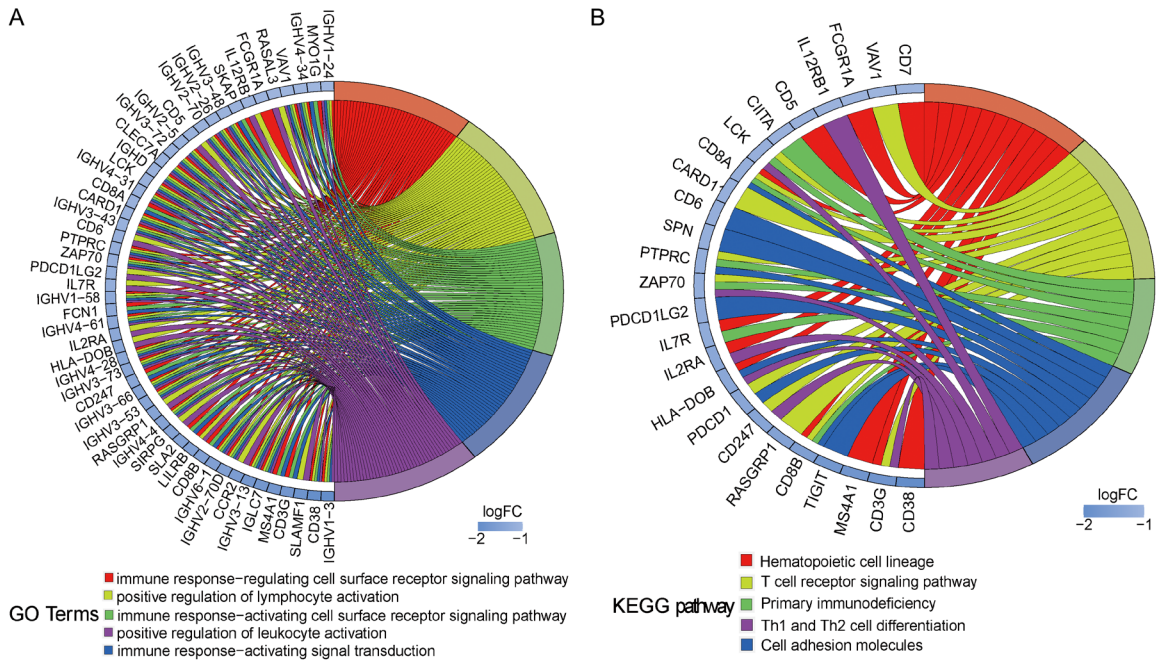 A
IGHV1−24
MYO1G
IGHV4−34
VAV1
RASAL3
FCGR1A
IL12RB
SKAP
IGHV3−48
IGHV2−26
IGHV2−70
CD5
IGHV2−5
IGHV3−72
CLEC7A
IGHD
LCK
IGHV4−31
CD8A
CARD1
IGHV3−43
CD6
PTPRC
ZAP70
PDCD1LG2
IL7R
IGHV1−58
FCN1
IGHV4−61
IL2RA
HLA−DOB
IGHV4−28
IGHV3−73
CD247
IGHV3−66
IGHV3−53
RASGRP1
IGHV4−4
SIRPG
SLA2
LILRB
CD8B
IGHV6−1
IGHV2−70D
CCR2
IGHV3−13
IGLC7
MS4A1
CD3G
SLAMF1
CD38
IGHV1−3
logFC
−2 −1
GO Terms
immune response−regulating cell surface receptor signaling pathway
positive regulation of lymphocyte activation
immune response−activating cell surface receptor signaling pathway
positive regulation of leukocyte activation
immune response−activating signal transduction
B
CD7
VAV1
FCGR1A
IL12RB1
CD5
CIITA
LCK
CD8A
CARD11
CD6
SPN
PTPRC
ZAP70
PDCD1LG2
IL7R
IL2RA
HLA−DOB
PDCD1
CD247
RASGRP1
CD8B
TIGIT
MS4A1
CD3G
CD38
logFC
−2 −1
KEGG pathway
Hematopoietic cell lineage
T cell receptor signaling pathway
Primary immunodeficiency
Th1 and Th2 cell differentiation
Cell adhesion molecules